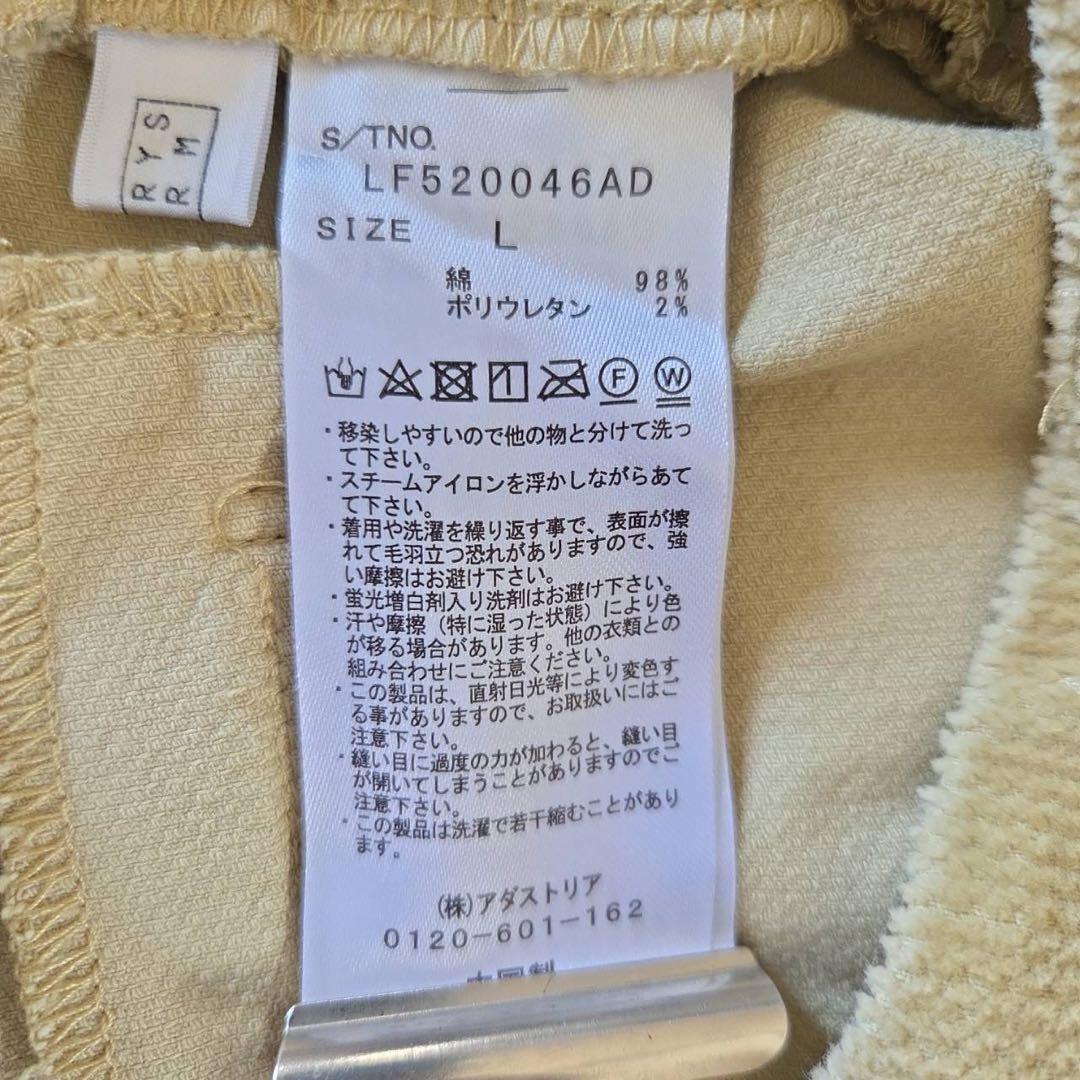 S/TNO.
LF520046AD
SIZE L
綿 98%
ポリウレタン 2%
F W
・移染しやすいので他の物と分けて洗っ
て下さい。
・スチームアイロンを浮かしながらあて
て下さい。
・着用や洗濯を繰り返す事で、表面が擦
れて毛羽立つ恐れがありますので、強
い摩擦はお避け下さい。
・蛍光増白剤入り洗剤はお避け下さい。
・汗や摩擦（特に湿った状態）により色
が移る場合があります。他の衣類との
組み合わせにご注意ください。
・この製品は、直射日光等により変色す
る事がありますので、お取扱いにはご
注意下さい。
・縫い目に過度の力が加わると、縫い目
が開いてしまうことがありますのでご
注意下さい。
・この製品は洗濯で若干縮むことがあり
ます。
(株)アダストリア
0120-601-162
中国製
RYS
RM